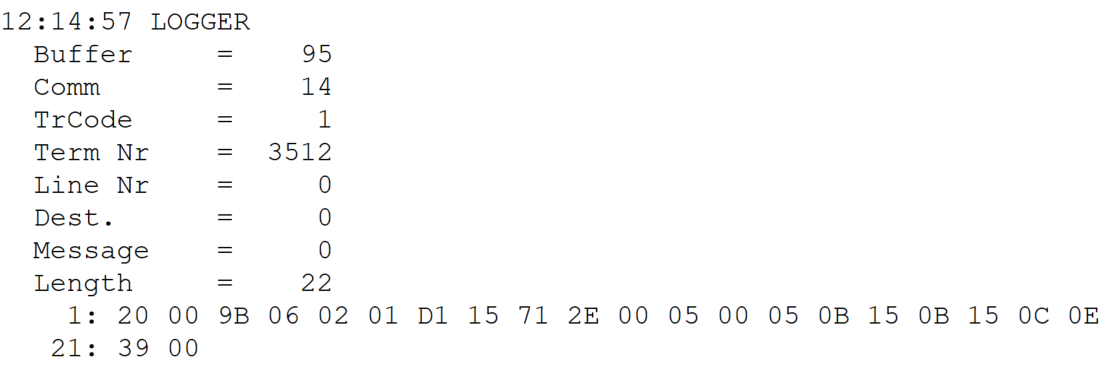 12:14:57 LOGGER
  Buffer     =    95
  Comm       =    14
  TrCode     =     1
  Term Nr    =  3512
  Line Nr    =     0
  Dest.      =     0
  Message    =     0
  Length     =    22
    1: 20 00 9B 06 02 01 D1 15 71 2E 00 05 00 05 0B 15 0B 15 0C 0E
   21: 39 00